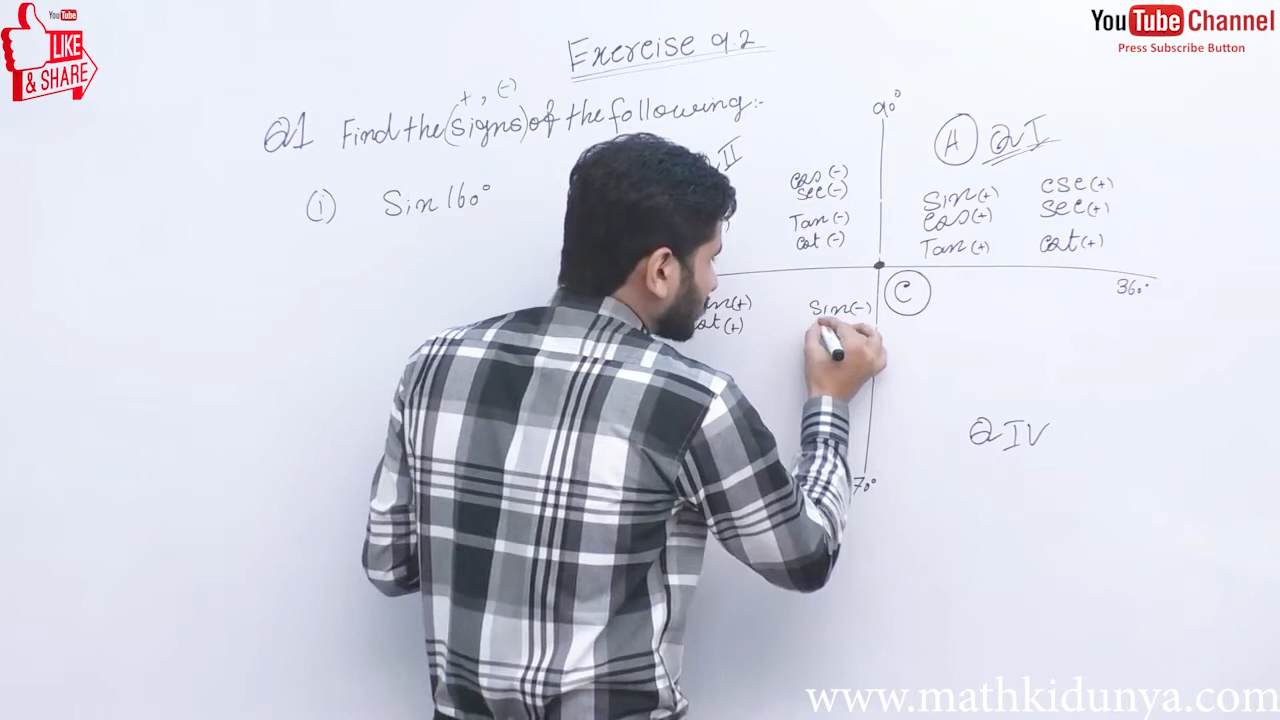 YouTube
LIKE
& SHARE
YouTube Channel
Press Subscribe Button
Exercise 9.2
+ , (-)
Q1 Find the (signs) of the following:-
(i) Sin 160°
90°
II
A QI
Cos (-)
Sec (-)
Tan (-)
Cot (-)
Sin (+) Csc (+)
Cos (+) Sec (+)
Tan (+) Cot (+)
360°
C
(+)
(+)
Sin (-)
QIV
70°
www.mathkidunya.com